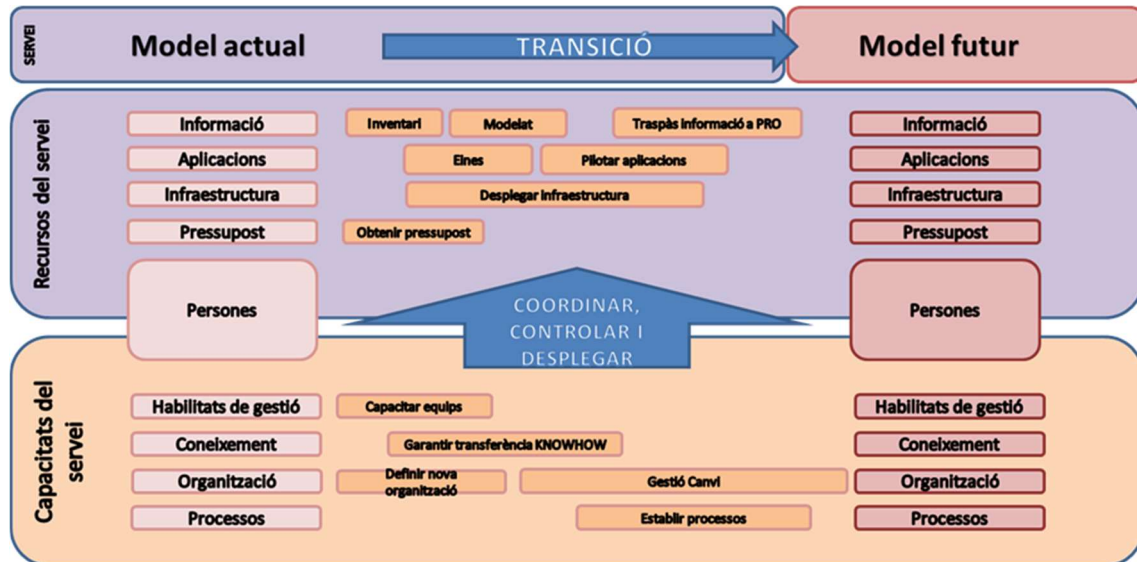 SERVEI
Model actual
TRANSICIÓ
Model futur
Recursos del servei
Informació
Inventari
Modelat
Traspàs informació a PRO
Informació
Aplicacions
Eines
Pilotar aplicacions
Aplicacions
Infraestructura
Desplegar infraestructura
Infraestructura
Pressupost
Obtenir pressupost
Pressupost
Persones
COORDINAR,
CONTROLAR I
DESPLEGAR
Persones
Capacitats del
servei
Habilitats de gestió
Capacitar equips
Habilitats de gestió
Coneixement
Garantir transferència KNOWHOW
Coneixement
Organització
Definir nova
organització
Gestió Canvi
Organització
Processos
Establir processos
Processos